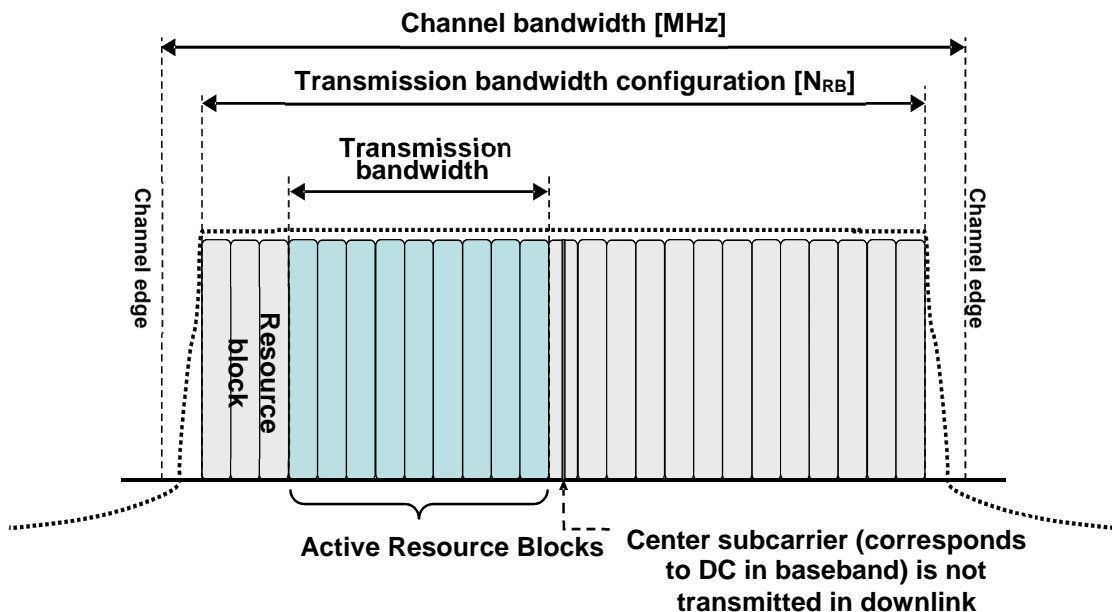 Channel bandwidth [MHz]
Transmission bandwidth configuration [NRB]
Transmission
bandwidth
Channel edge
Channel edge
Resource
block
Active Resource Blocks
Center subcarrier (corresponds
to DC in baseband) is not
transmitted in downlink